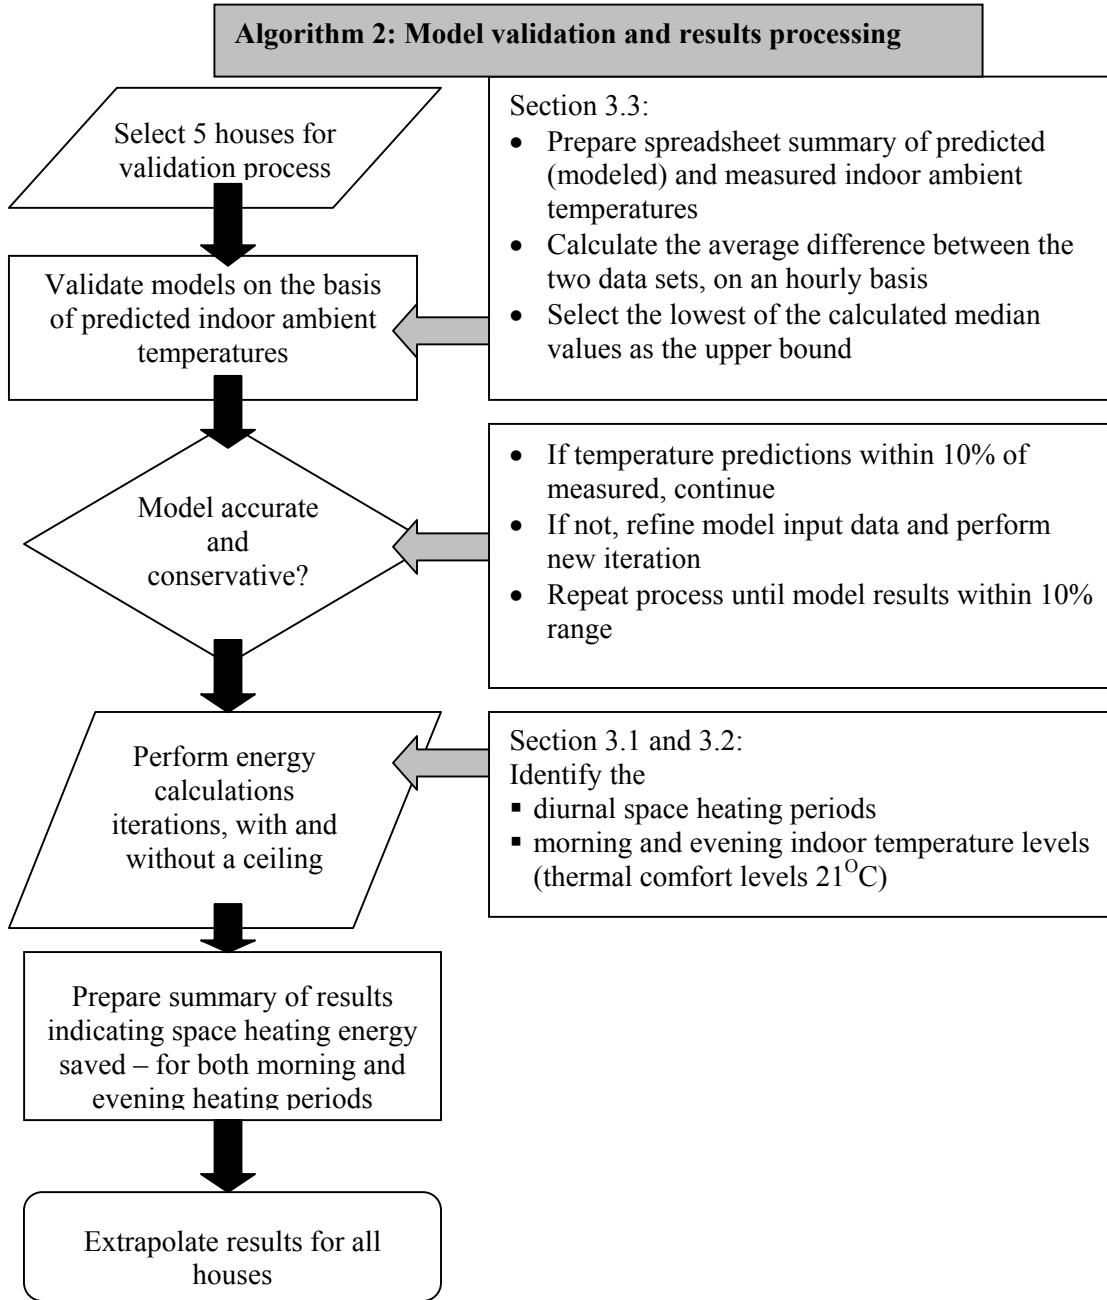 Algorithm 2: Model validation and results processing
Select 5 houses for
validation process
Section 3.3:
• Prepare spreadsheet summary of predicted
(modeled) and measured indoor ambient
temperatures
• Calculate the average difference between the
two data sets, on an hourly basis
• Select the lowest of the calculated median
values as the upper bound
Validate models on the basis
of predicted indoor ambient
temperatures
Model accurate
and
conservative?
• If temperature predictions within 10% of
measured, continue
• If not, refine model input data and perform
new iteration
• Repeat process until model results within 10%
range
Perform energy
calculations
iterations, with and
without a ceiling
Section 3.1 and 3.2:
Identify the
▪ diurnal space heating periods
▪ morning and evening indoor temperature levels
(thermal comfort levels 21ᴼC)
Prepare summary of results
indicating space heating energy
saved – for both morning and
evening heating periods
Extrapolate results for all
houses